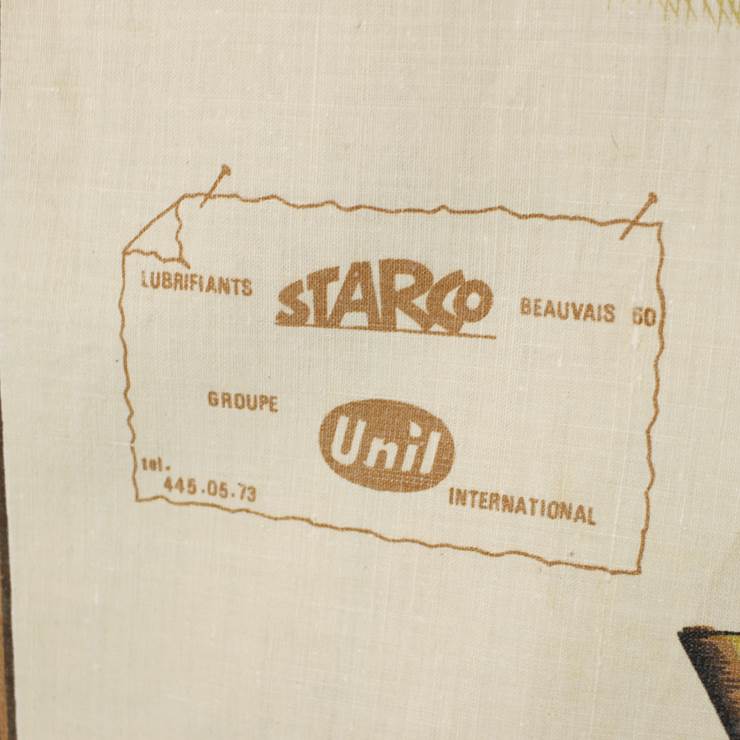 LUBRIFIANTS STARCO BEAUVAIS 60
GROUPE Unil INTERNATIONAL
tel.
445.05.73